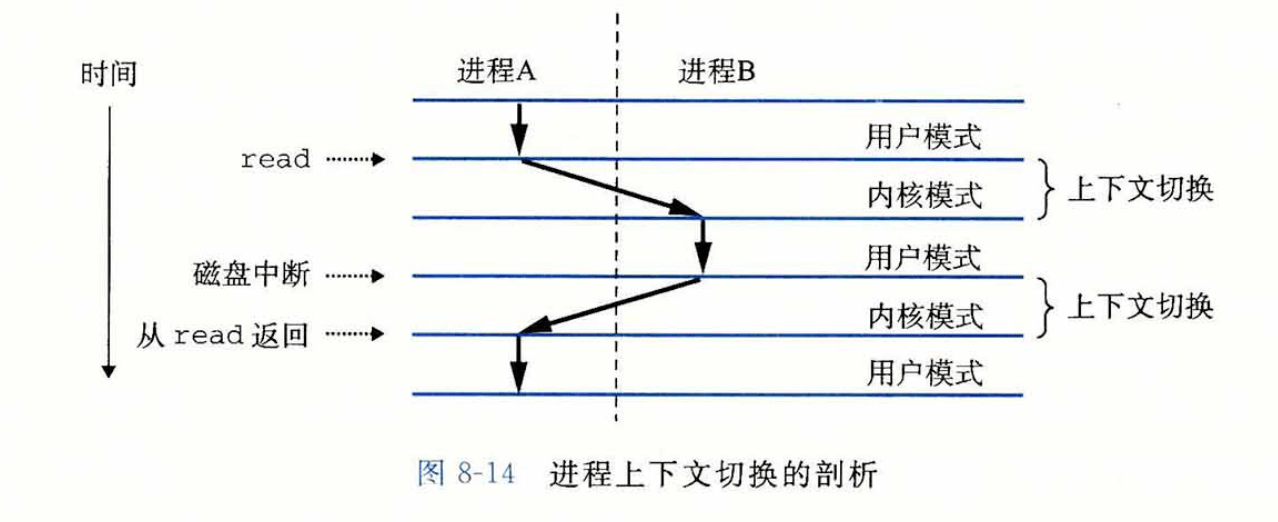 时间
进程A 进程B
用户模式
read
内核模式 上下文切换
用户模式
磁盘中断
内核模式 上下文切换
从 read 返回
用户模式
图 8-14 进程上下文切换的剖析